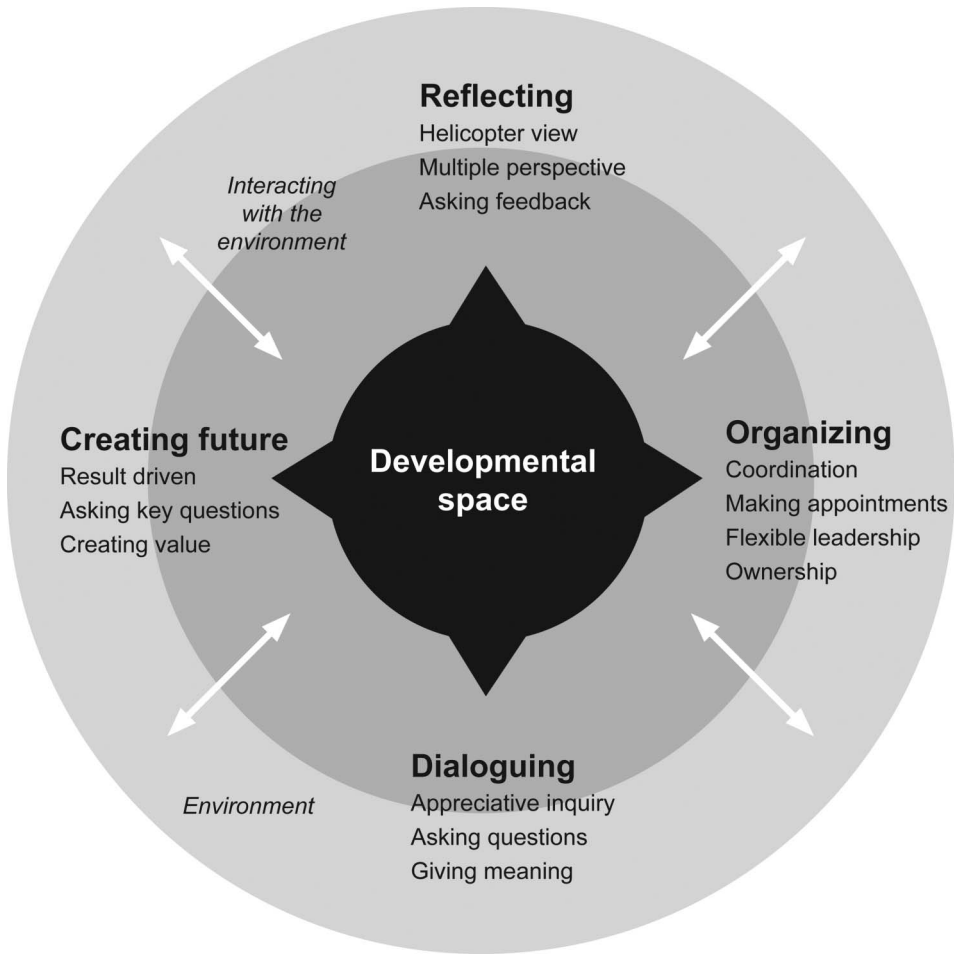 Reflecting
Helicopter view
Multiple perspective
Asking feedback
Interacting
with the
environment
Creating future
Result driven
Asking key questions
Creating value
Developmental
space
Organizing
Coordination
Making appointments
Flexible leadership
Ownership
Dialoguing
Appreciative inquiry
Asking questions
Giving meaning
Environment